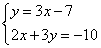 y = 3x - 7
2x + 3y = -10